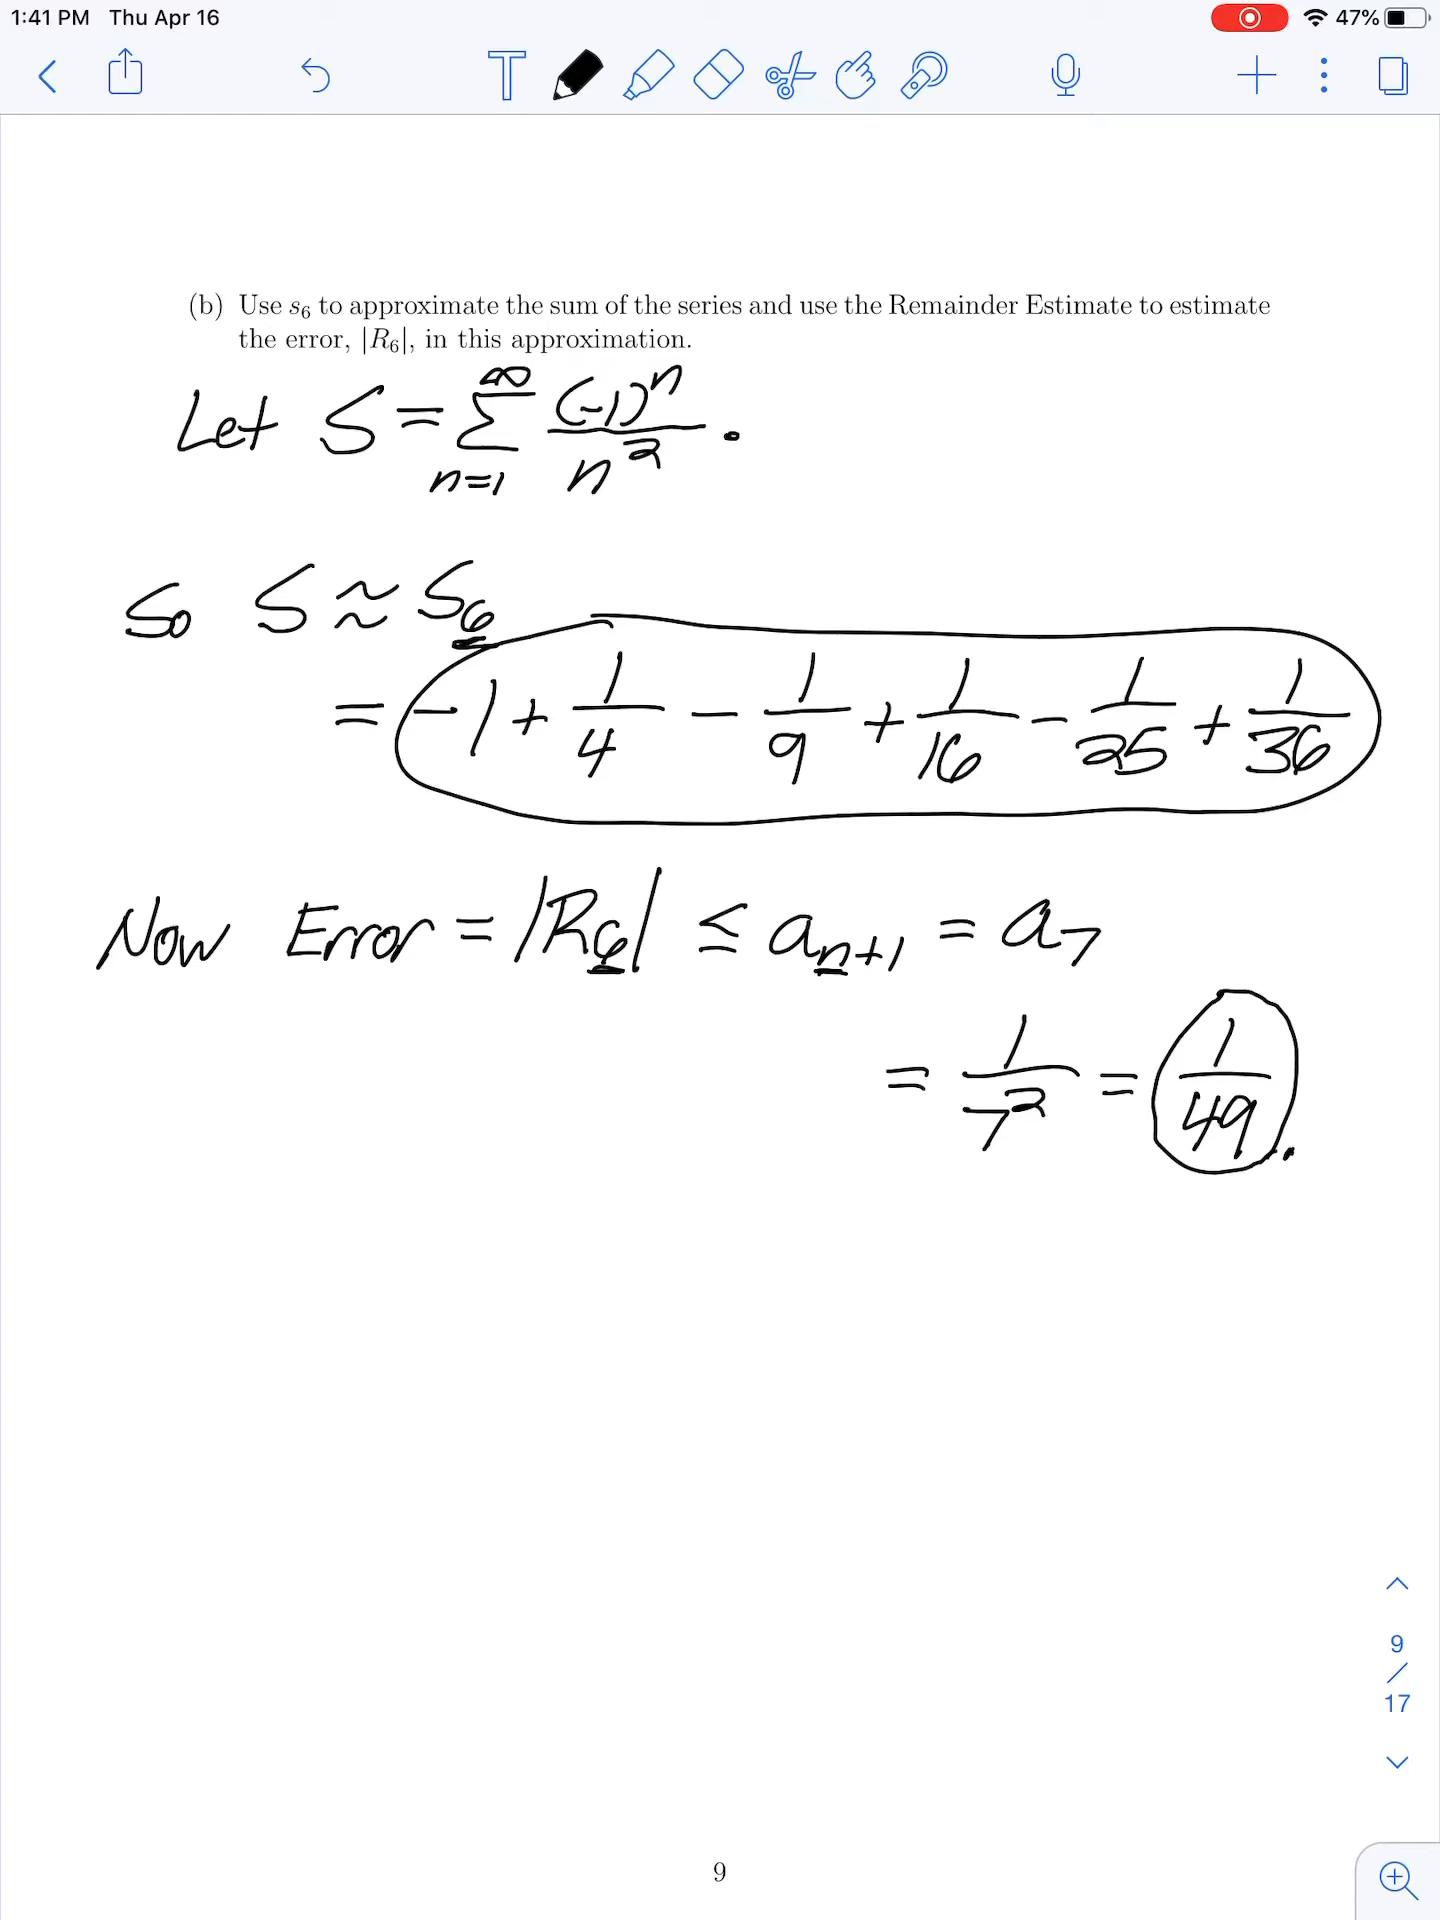 1:41 PM Thu Apr 16 47%
T
(b) Use s₆ to approximate the sum of the series and use the Remainder Estimate to estimate
the error, |R₆|, in this approximation.
Let S = ∑_{n=1}^{∞} (-1)^n / n^2 .
So S ≈ S₆
= -1 + 1/4 - 1/9 + 1/16 - 1/25 + 1/36
Now Error = |R₆| ≤ a_{n+1} = a₇
= 1/7^2 = 1/49 .
9
/
17
9